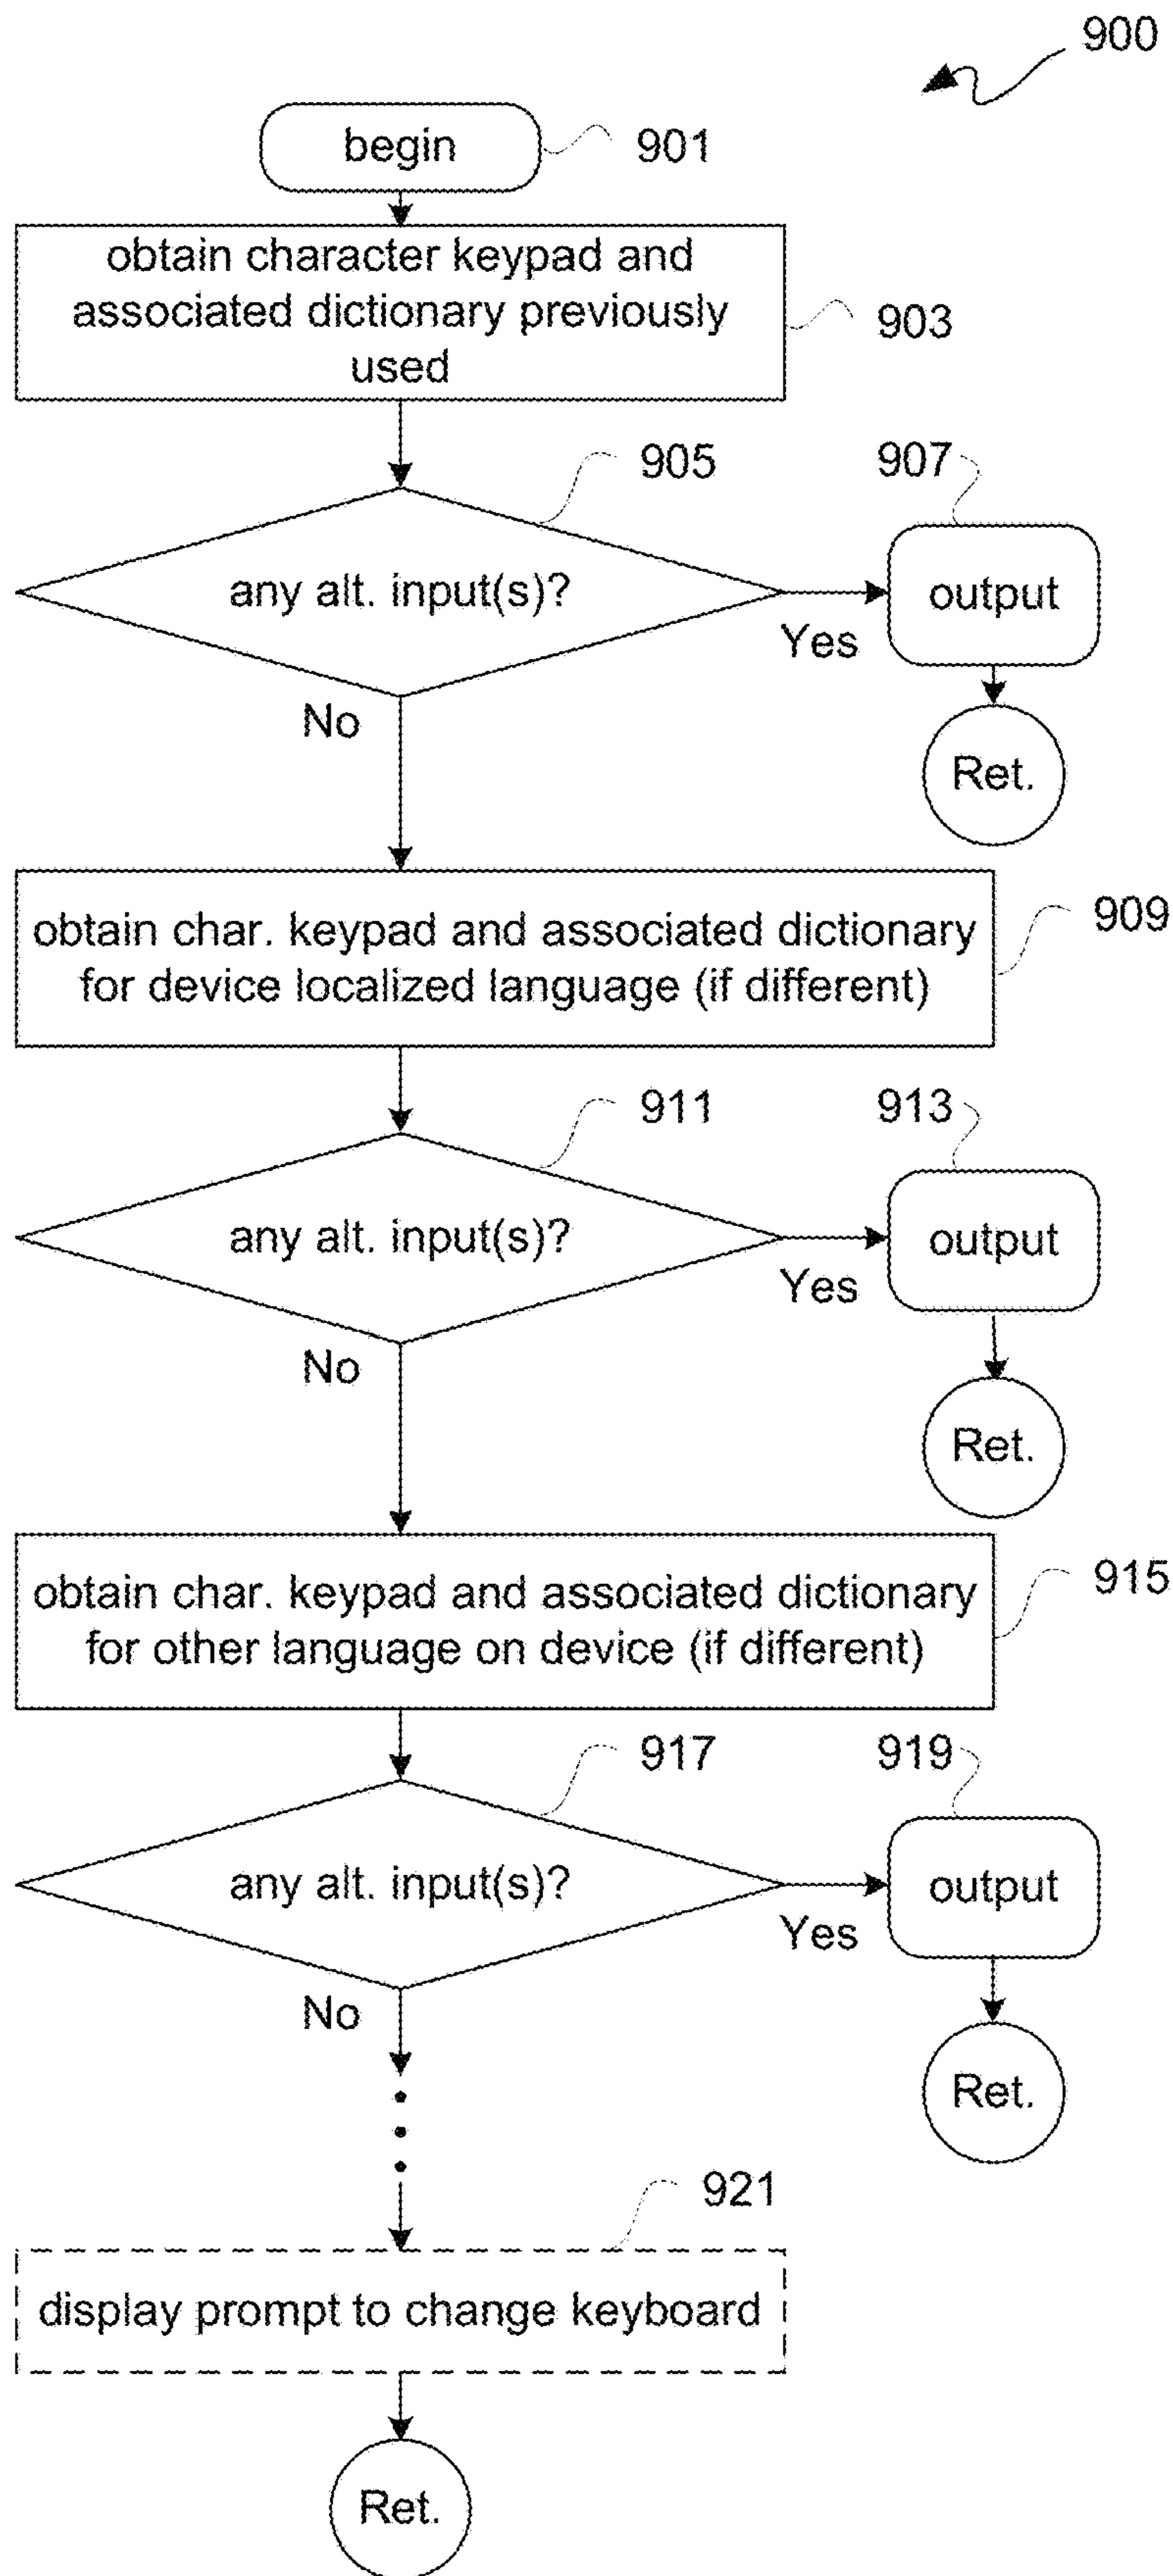 900
begin
901
obtain character keypad and
associated dictionary previously
used
903
905
907
any alt. input(s)?
output
Yes
No
Ret.
obtain char. keypad and associated dictionary
for device localized language (if different)
909
911
913
any alt. input(s)?
output
Yes
No
Ret.
obtain char. keypad and associated dictionary
for other language on device (if different)
915
917
919
any alt. input(s)?
output
Yes
No
Ret.
921
display prompt to change keyboard
Ret.